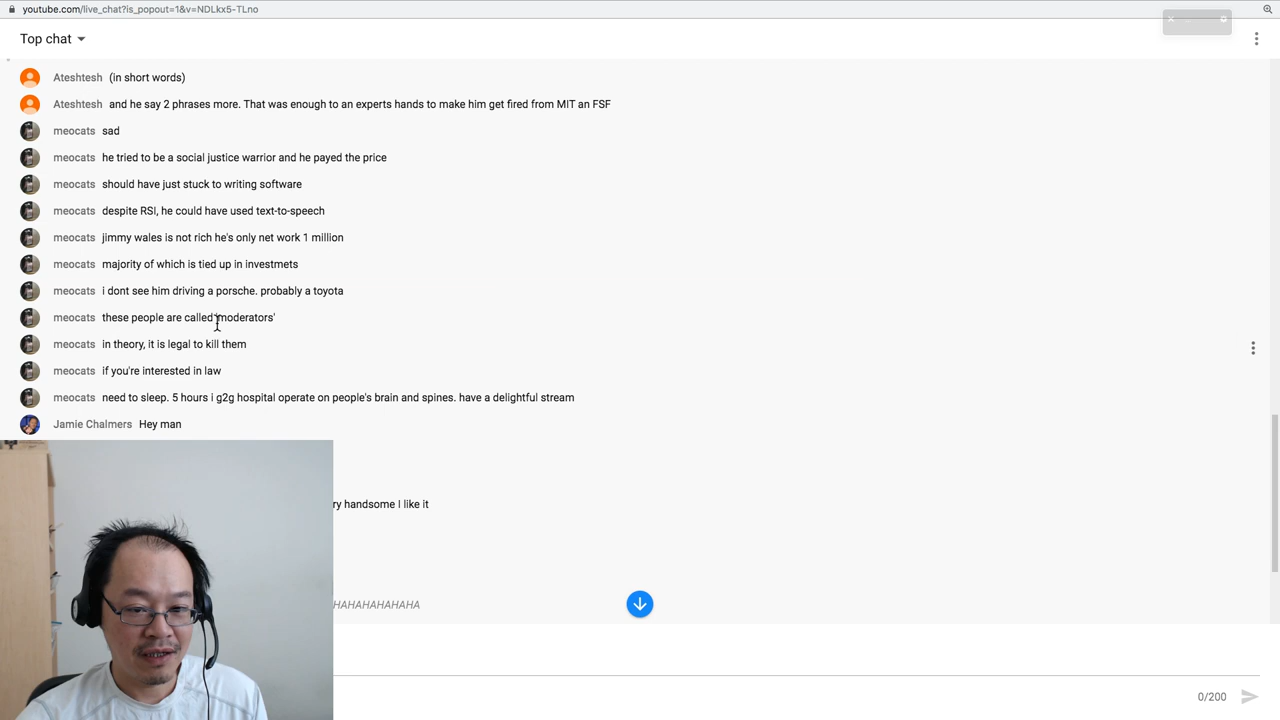 youtube.com/live_chat?is_popout=1&v=NDLkx5-TLno
Top chat
Ateshtesh (in short words)
Ateshtesh and he say 2 phrases more. That was enough to an experts hands to make him get fired from MIT an FSF
meocats sad
meocats he tried to be a social justice warrior and he payed the price
meocats should have just stuck to writing software
meocats despite RSI, he could have used text-to-speech
meocats jimmy wales is not rich he's only net work 1 million
meocats majority of which is tied up in investmets
meocats i dont see him driving a porsche. probably a toyota
meocats these people are called 'moderators'
meocats in theory, it is legal to kill them
meocats if you're interested in law
meocats need to sleep. 5 hours i g2g hospital operate on people's brain and spines. have a delightful stream
Jamie Chalmers Hey man
ry handsome I like it
HAHAHAHAHA
0/200